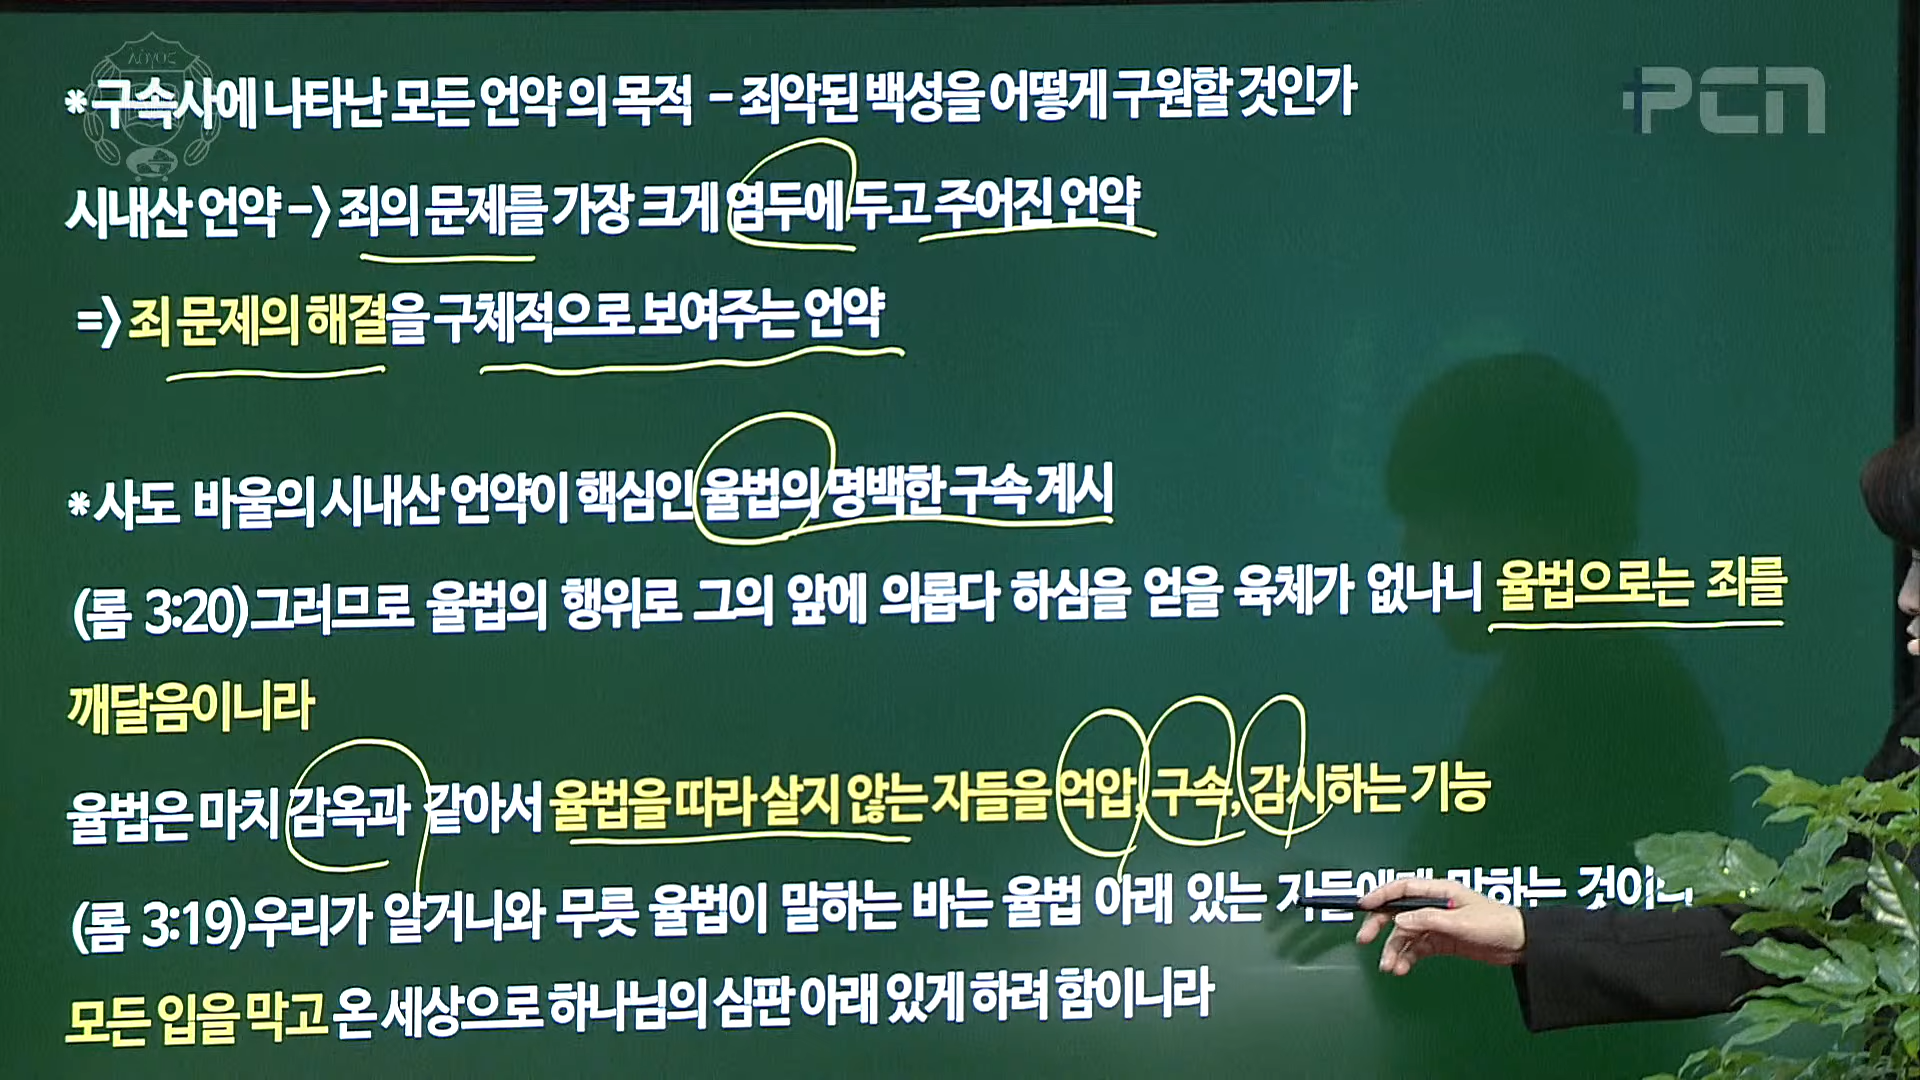 λόγος
PCN
*구속사에 나타난 모든 언약 의 목적 - 죄악된 백성을 어떻게 구원할 것인가
시내산 언약 -> 죄의 문제를 가장 크게 염두에 두고 주어진 언약
=> 죄 문제의 해결을 구체적으로 보여주는 언약
*사도 바울의 시내산 언약이 핵심인 율법의 명백한 구속 계시
(롬 3:20)그러므로 율법의 행위로 그의 앞에 의롭다 하심을 얻을 육체가 없나니 율법으로는 죄를
깨달음이니라
율법은 마치 감옥과 같아서 율법을 따라 살지 않는 자들을 억압, 구속, 감시하는 기능
(롬 3:19)우리가 알거니와 무릇 율법이 말하는 바는 율법 아래 있는 자들에게 말하는 것이니
모든 입을 막고 온 세상으로 하나님의 심판 아래 있게 하려 함이니라